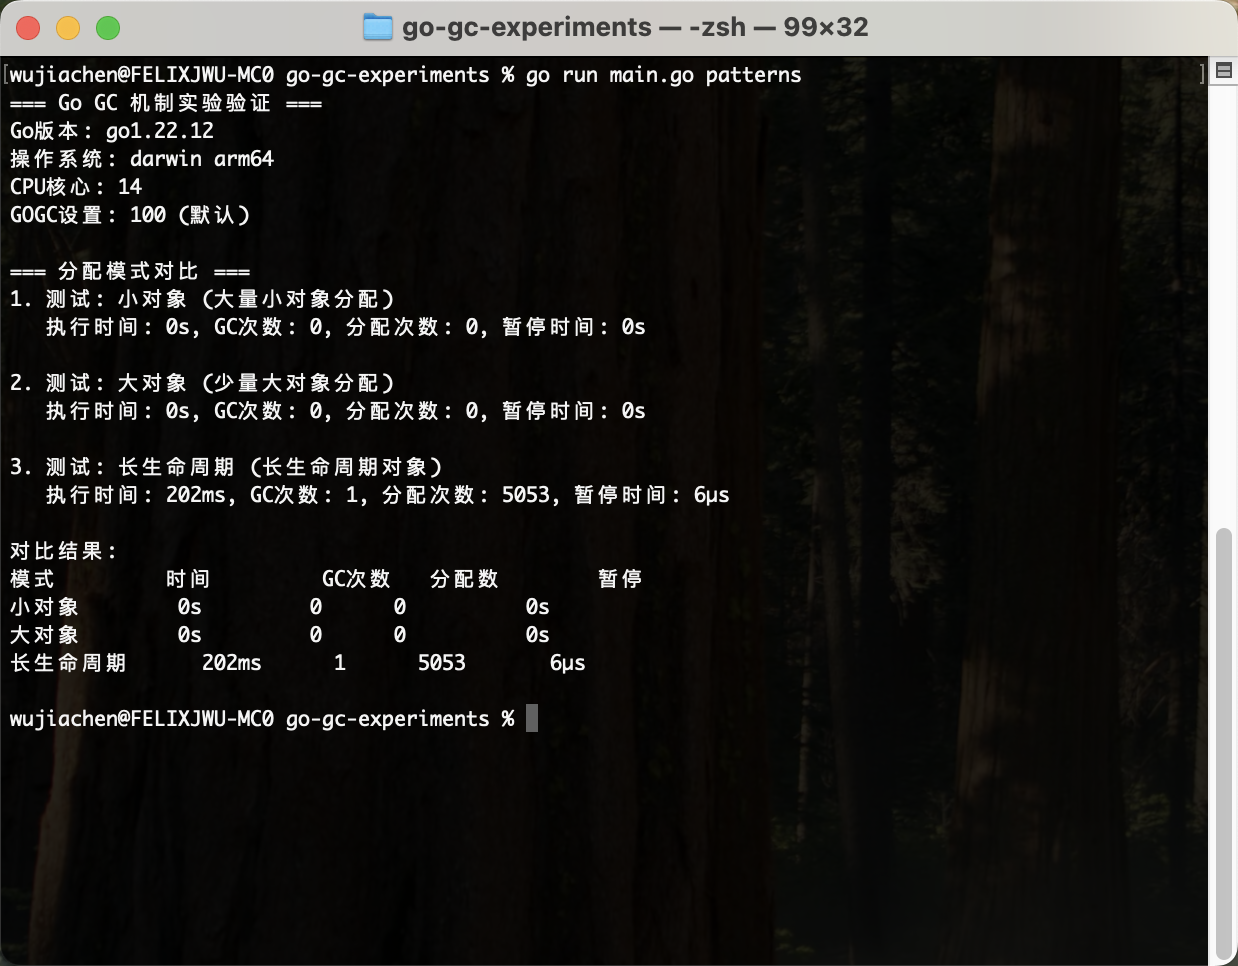 go-gc-experiments — -zsh — 99×32
[wujiachen@FELIXJWU-MC0 go-gc-experiments % go run main.go patterns ]
=== Go GC 机制实验验证 ===
Go版本: go1.22.12
操作系统: darwin arm64
CPU核心: 14
GOGC设置: 100 (默认)
=== 分配模式对比 ===
1. 测试: 小对象 (大量小对象分配)
执行时间: 0s, GC次数: 0, 分配次数: 0, 暂停时间: 0s
2. 测试: 大对象 (少量大对象分配)
执行时间: 0s, GC次数: 0, 分配次数: 0, 暂停时间: 0s
3. 测试: 长生命周期 (长生命周期对象)
执行时间: 202ms, GC次数: 1, 分配次数: 5053, 暂停时间: 6µs
对比结果:
模式 时间 GC次数 分配数 暂停
小对象 0s 0 0 0s
大对象 0s 0 0 0s
长生命周期 202ms 1 5053 6µs
wujiachen@FELIXJWU-MC0 go-gc-experiments %